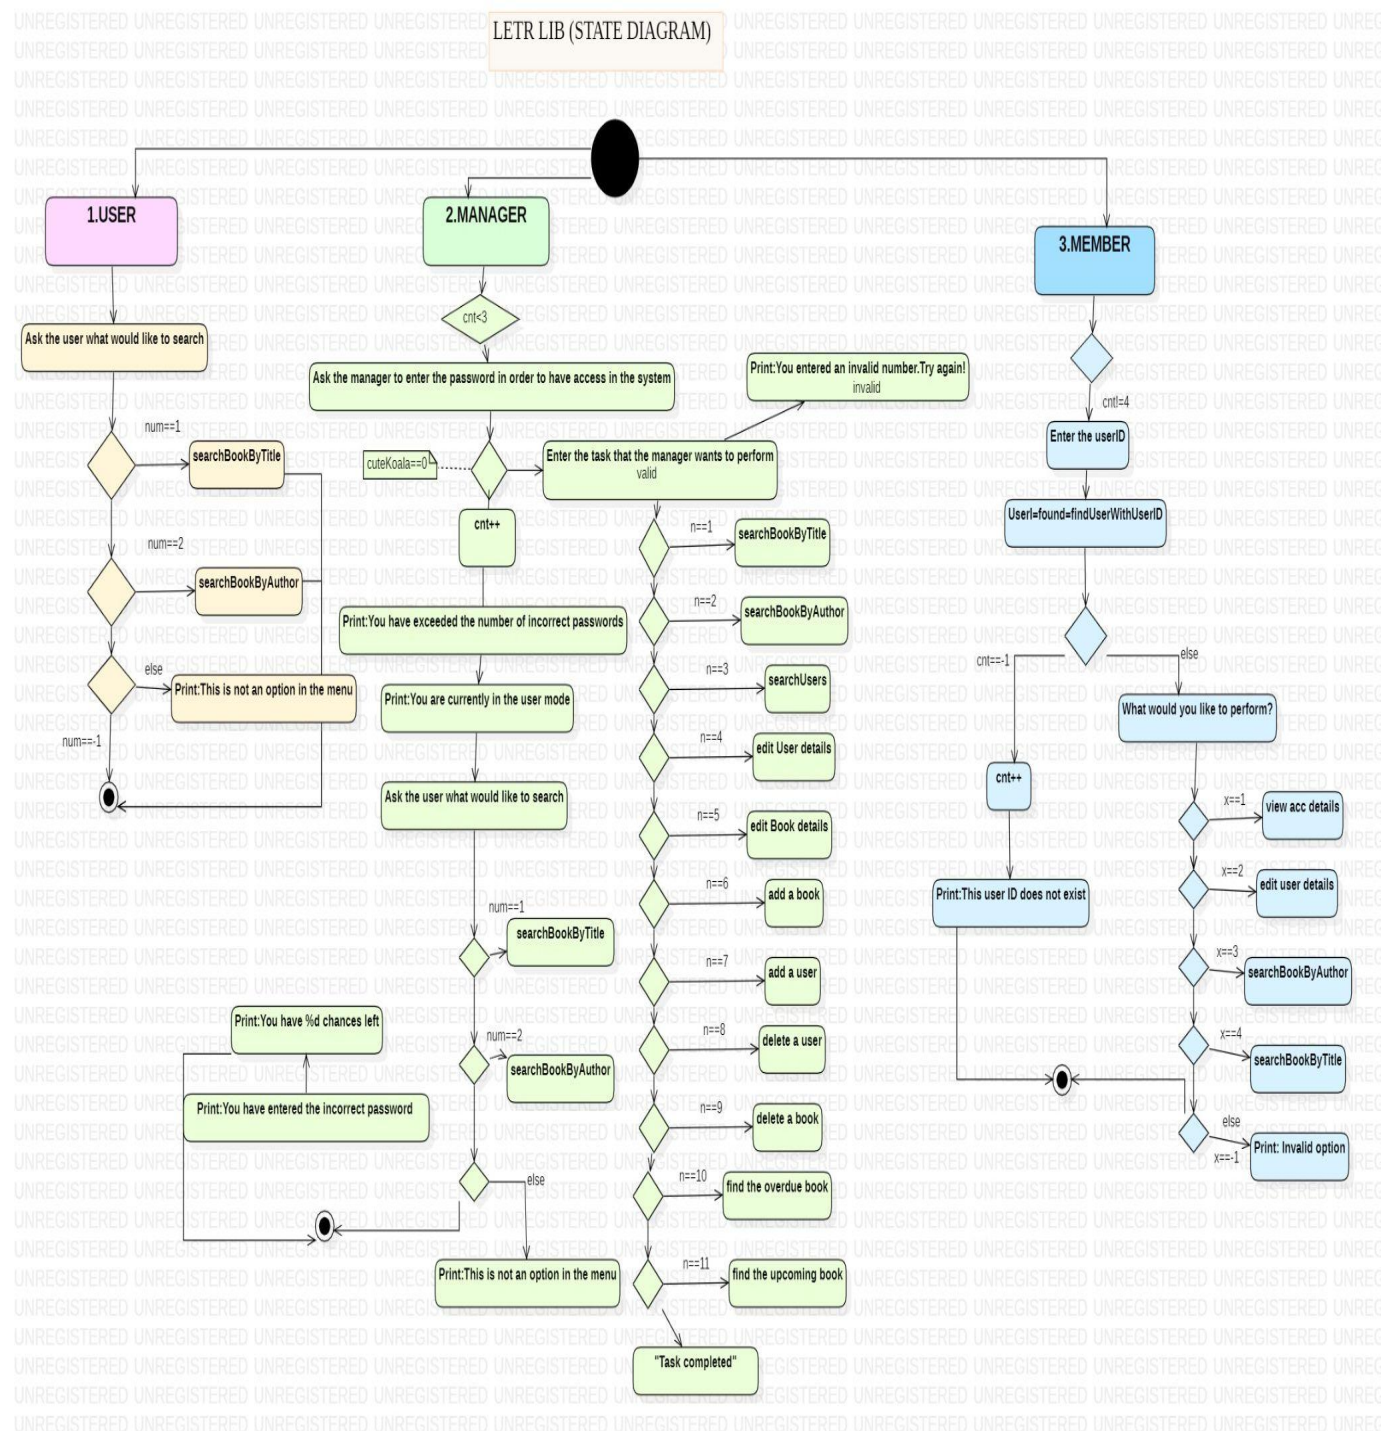 LETR LIB (STATE DIAGRAM)
1.USER
Ask the user what would like to search
num==1
searchBookByTitle
num==2
searchBookByAuthor
else
Print:This is not an option in the menu
num==-1
2.MANAGER
cnt<3
Ask the manager to enter the password in order to have access in the system
cuteKoala==0
cnt++
Print:You have exceeded the number of incorrect passwords
Print:You are currently in the user mode
Ask the user what would like to search
num==1
searchBookByTitle
num==2
searchBookByAuthor
else
Print:This is not an option in the menu
Print:You have %d chances left
Print:You have entered the incorrect password
Print:You entered an invalid number.Try again!
invalid
Enter the task that the manager wants to perform
valid
n==1
searchBookByTitle
n==2
searchBookByAuthor
n==3
searchUsers
n==4
edit User details
n==5
edit Book details
n==6
add a book
n==7
add a user
n==8
delete a user
n==9
delete a book
n==10
find the overdue book
n==11
find the upcoming book
"Task completed"
3.MEMBER
cnt!=4
Enter the userID
UserI=found=findUserWithUserID
cnt==-1
cnt++
Print:This user ID does not exist
else
What would you like to perform?
x==1
view acc details
x==2
edit user details
x==3
searchBookByAuthor
x==4
searchBookByTitle
else
x==-1
Print: Invalid option
UNREGISTERED